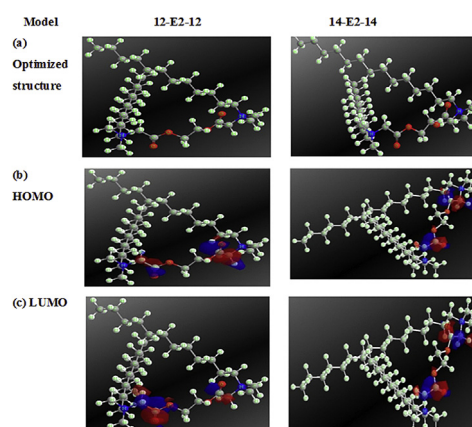 Model 12-E2-12 14-E2-14
(a)
Optimized
structure
(b)
HOMO
(c) LUMO